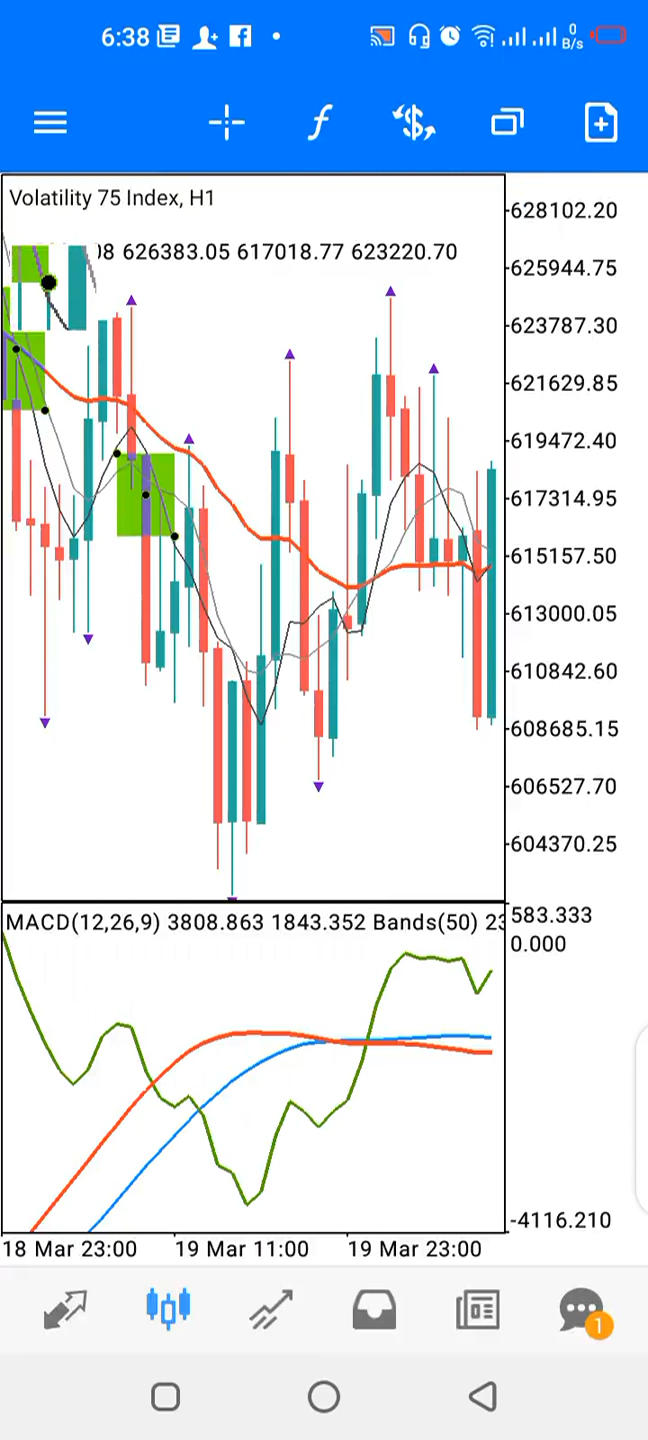 6:38
0
B/s
Volatility 75 Index, H1
8 626383.05 617018.77 623220.70
628102.20
625944.75
623787.30
621629.85
619472.40
617314.95
615157.50
613000.05
610842.60
608685.15
606527.70
604370.25
MACD(12,26,9) 3808.863 1843.352 Bands(50) 23
583.333
0.000
-4116.210
18 Mar 23:00
19 Mar 11:00
19 Mar 23:00
1